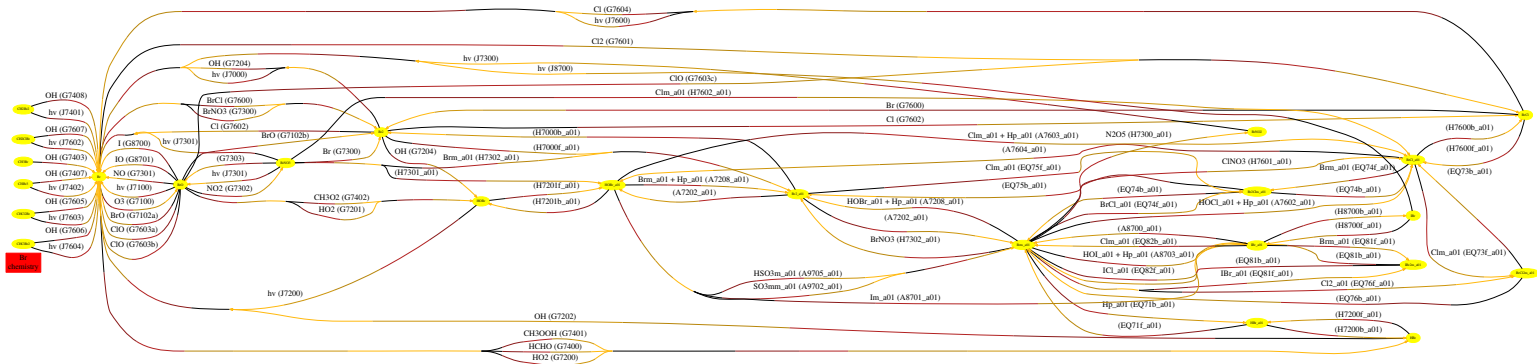 Cl (G7604)
hv (J7600)
Cl2 (G7601)
OH (G7204)
hv (J7000)
hv (J7300)
hv (J8700)
ClO (G7603c)
Clm_a01 (H7602_a01)
OH (G7408)
hv (J7401)
BrCl (G7600)
BrNO3 (G7300)
Br (G7600)
Cl (G7602)
OH (G7607)
hv (J7602)
I (G8700)
hv (J7301)
Cl (G7602)
BrO (G7102b)
Br (G7300)
H7000b_a01)
(H7000f_a01)
Clm_a01 + Hp_a01 (A7603_a01)
(A7604_a01)
N2O5 (H7300_a01)
(H7600b_a01)
(H7600f_a01)
OH (G7403)
IO (G8701)
NO (G7301)
(G7303)
hv (J7301)
NO2 (G7302)
OH (G7204)
Brm_a01 (H7302_a01)
(H7301_a01)
Clm_a01 (EQ75f_a01)
(EQ75b_a01)
ClNO3 (H7601_a01)
Brm_a01 (EQ74f_a01)
(EQ73b_a01)
OH (G7407)
hv (J7402)
hv (J7100)
O3 (G7100)
BrO (G7102a)
(H7201f_a01)
(H7201b_a01)
Brm_a01 + Hp_a01 (A7208_a01)
(A7202_a01)
(EQ74b_a01)
BrCl_a01 (EQ74f_a01)
(EQ74b_a01)
HOCl_a01 + Hp_a01 (A7602_a01)
OH (G7605)
hv (J7603)
ClO (G7603a)
ClO (G7603b)
CH3O2 (G7402)
HO2 (G7201)
HOBr_a01 + Hp_a01 (A7208_a01)
(A7202_a01)
BrNO3 (H7302_a01)
(A8700_a01)
Clm_a01 (EQ82b_a01)
HOI_a01 + Hp_a01 (A8703_a01)
ICl_a01 (EQ82f_a01)
(H8700b_a01)
(H8700f_a01)
Brm_a01 (EQ81f_a01)
(EQ81b_a01)
(EQ81b_a01)
IBr_a01 (EQ81f_a01)
Clm_a01 (EQ73f_a01)
OH (G7606)
hv (J7604)
Br
chemistry
hv (J7200)
HSO3m_a01 (A9705_a01)
SO3mm_a01 (A9702_a01)
Im_a01 (A8701_a01)
Cl2_a01 (EQ76f_a01)
(EQ76b_a01)
Hp_a01 (EQ71b_a01)
(EQ71f_a01)
(H7200f_a01)
(H7200b_a01)
OH (G7202)
CH3OOH (G7401)
HCHO (G7400)
HO2 (G7200)